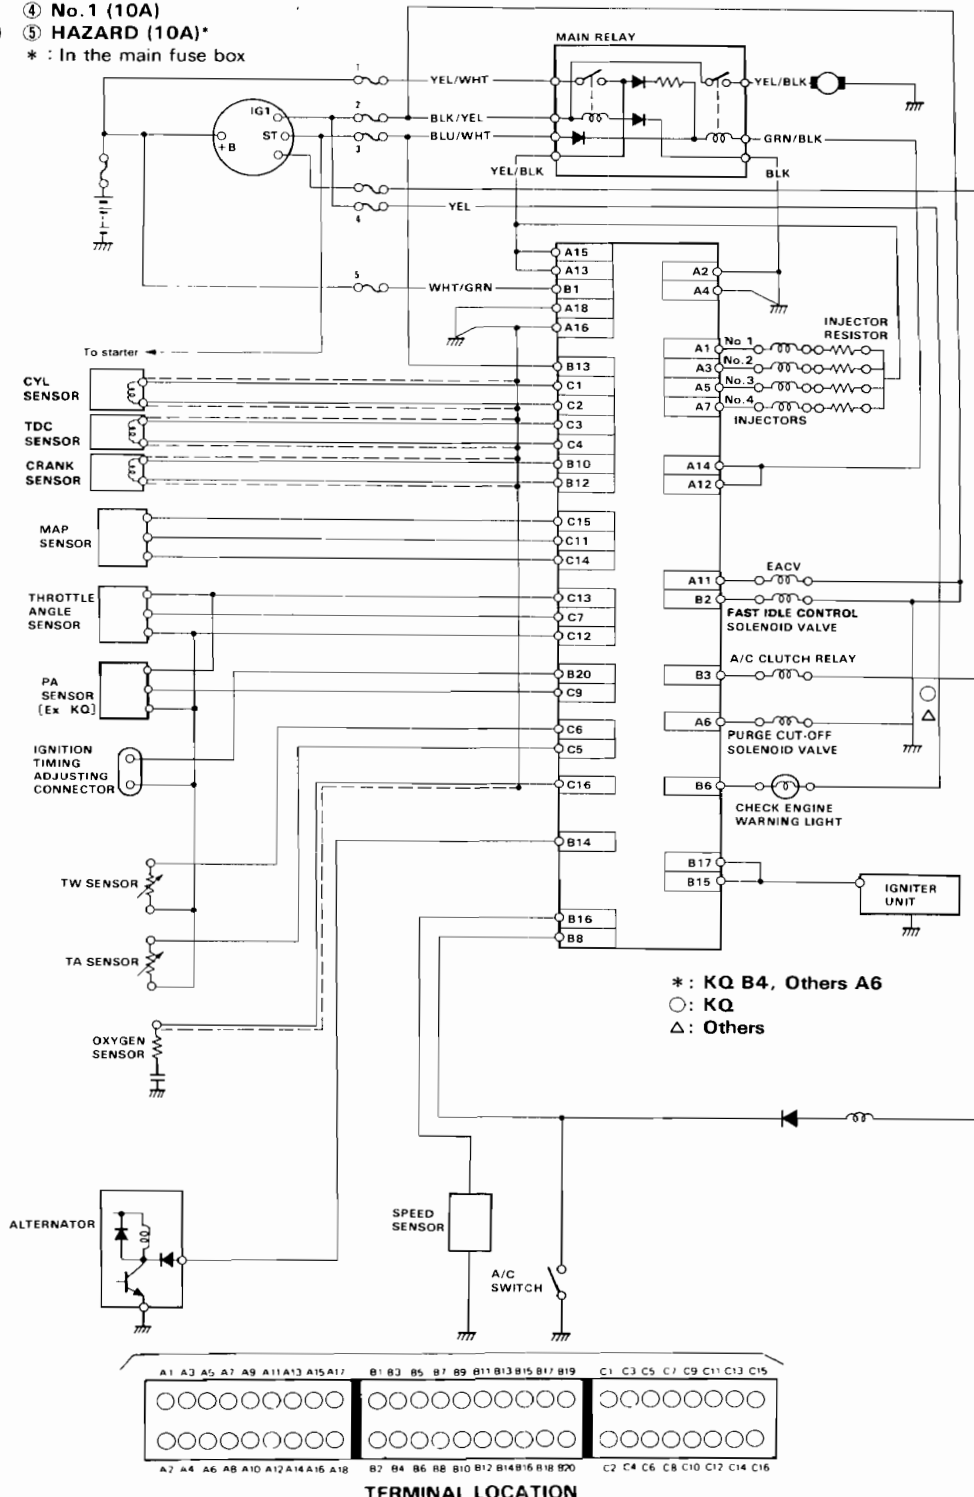 ④ No.1 (10A)
⑤ HAZARD (10A)*
* : In the main fuse box
MAIN RELAY
1
YEL/WHT
YEL/BLK
IG1
2
BLK/YEL
ST
3
BLU/WHT
GRN/BLK
+B
YEL/BLK
BLK
4
YEL
A15
A13
A2
5
WHT/GRN
B1
A4
A18
A16
INJECTOR
RESISTOR
To starter
A1 No.1
B13
A3 No.2
CYL
SENSOR
C1
A5 No.3
C2
A7 No.4
INJECTORS
TDC
SENSOR
C3
C4
CRANK
SENSOR
B10
A14
B12
A12
MAP
SENSOR
C15
C11
C14
EACV
A11
THROTTLE
ANGLE
SENSOR
C13
B2
C7
FAST IDLE CONTROL
SOLENOID VALVE
C12
A/C CLUTCH RELAY
PA
SENSOR
[Ex KQ]
B20
B3
C9
C6
A6
PURGE CUT-OFF
SOLENOID VALVE
C5
IGNITION
TIMING
ADJUSTING
CONNECTOR
C16
B6
CHECK ENGINE
WARNING LIGHT
B14
B17
B15
IGNITER
UNIT
TW SENSOR
B16
B8
TA SENSOR
* : KQ B4, Others A6
○: KQ
△: Others
OXYGEN
SENSOR
ALTERNATOR
SPEED
SENSOR
A/C
SWITCH
A1 A3 A5 A7 A9 A11 A13 A15 A17 B1 B3 B5 B7 B9 B11 B13 B15 B17 B19 C1 C3 C5 C7 C9 C11 C13 C15
A2 A4 A6 A8 A10 A12 A14 A16 A18 B2 B4 B6 B8 B10 B12 B14 B16 B18 B20 C2 C4 C6 C8 C10 C12 C14 C16
TERMINAL LOCATION